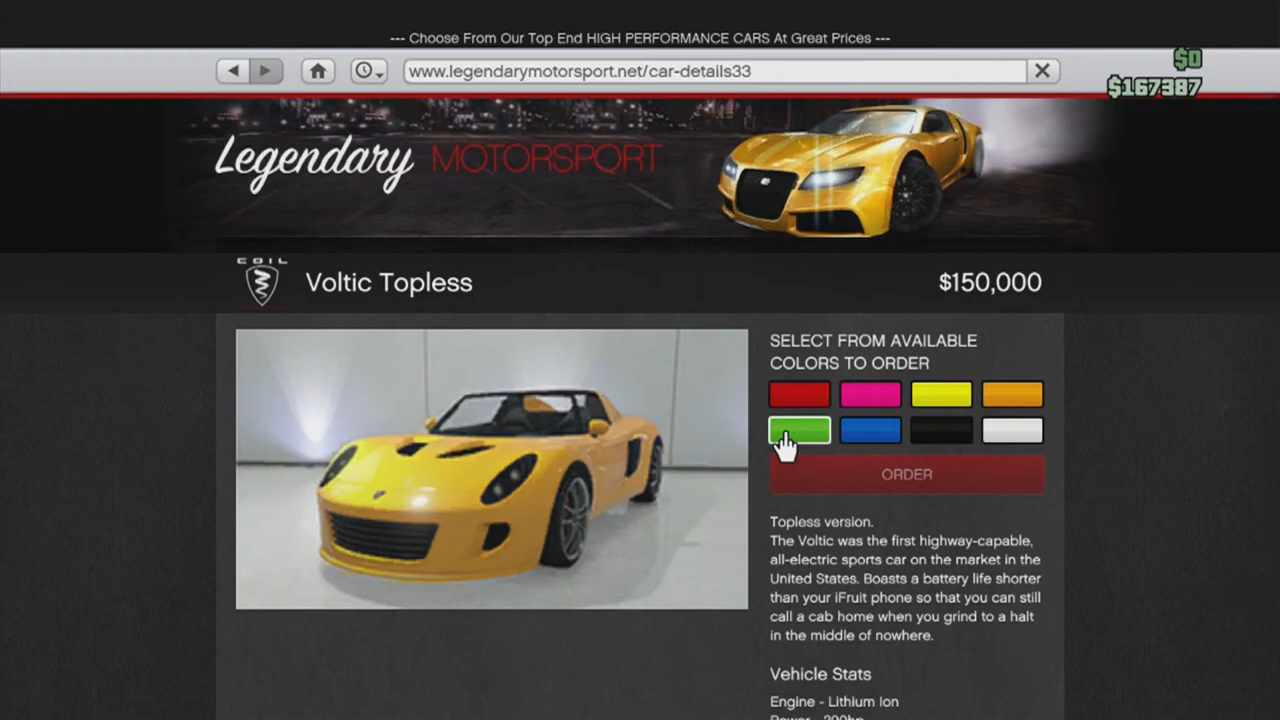 --- Choose From Our Top End HIGH PERFORMANCE CARS At Great Prices ---
$0
www.legendarymotorsport.net/car-details33
$167387
Legendary MOTORSPORT
COIL
Voltic Topless
$150,000
SELECT FROM AVAILABLE
COLORS TO ORDER
ORDER
Topless version.
The Voltic was the first highway-capable,
all-electric sports car on the market in the
United States. Boasts a battery life shorter
than your iFruit phone so that you can still
call a cab home when you grind to a halt
in the middle of nowhere.
Vehicle Stats
Engine - Lithium Ion